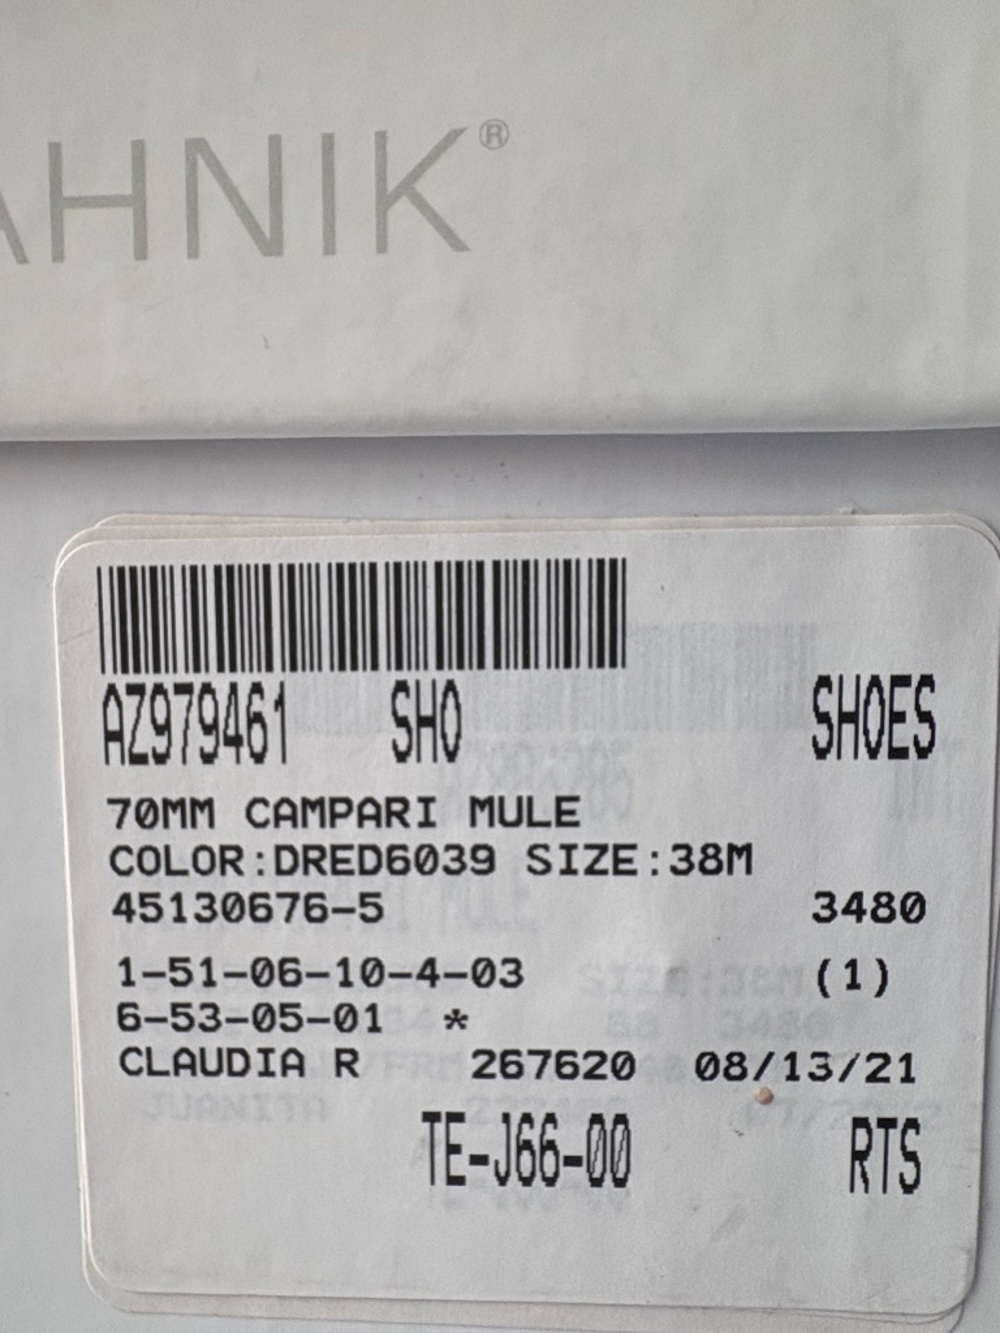 AHNIK®
AZ979461 SHO SHOES
70MM CAMPARI MULE
COLOR:DRED6039 SIZE:38M
45130676-5 3480
1-51-06-10-4-03 (1)
6-53-05-01 *
CLAUDIA R 267620 08/13/21
TE-J66-00 RTS